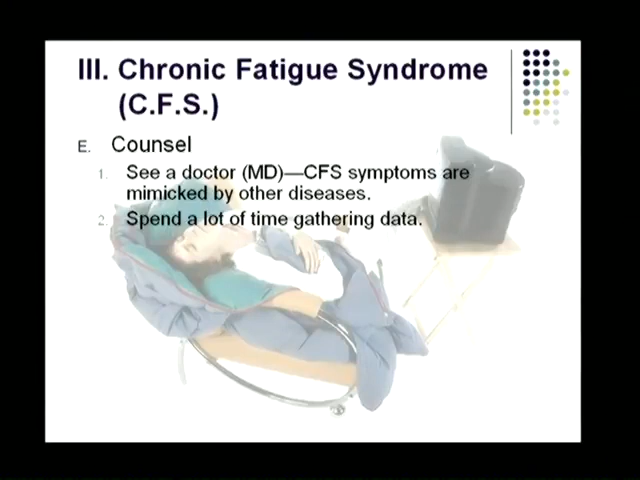 III. Chronic Fatigue Syndrome
(C.F.S.)
E. Counsel
1. See a doctor (MD)—CFS symptoms are
mimicked by other diseases.
2. Spend a lot of time gathering data.